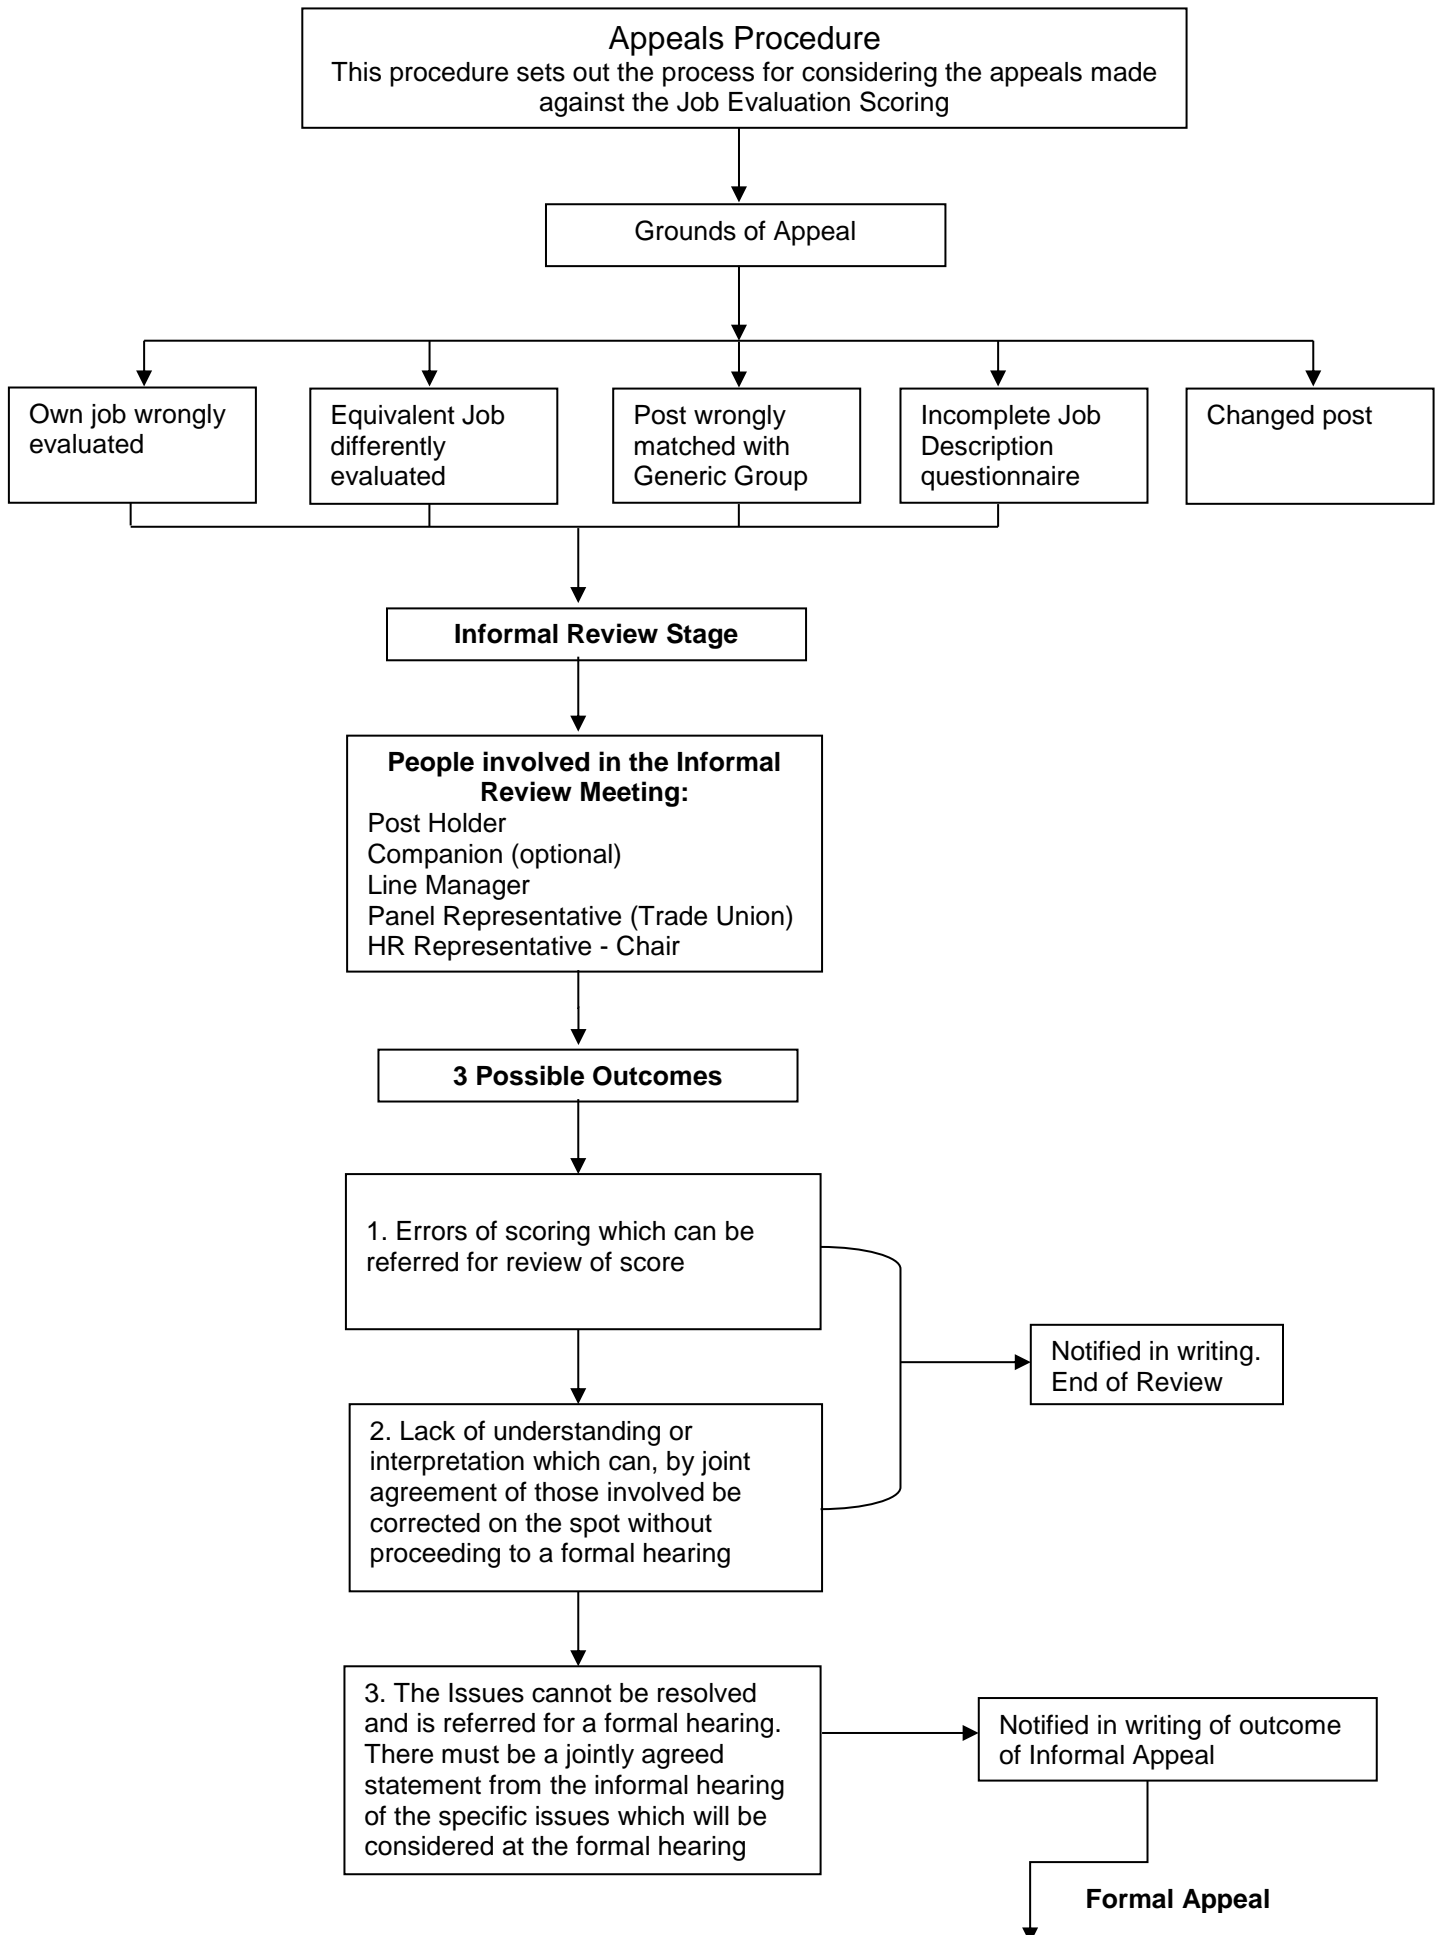 Appeals Procedure
This procedure sets out the process for considering the appeals made
against the Job Evaluation Scoring
Grounds of Appeal
Own job wrongly
evaluated
Equivalent Job
differently
evaluated
Post wrongly
matched with
Generic Group
Incomplete Job
Description
questionnaire
Changed post
Informal Review Stage
People involved in the Informal
Review Meeting:
Post Holder
Companion (optional)
Line Manager
Panel Representative (Trade Union)
HR Representative - Chair
3 Possible Outcomes
1. Errors of scoring which can be
referred for review of score
Notified in writing.
End of Review
2. Lack of understanding or
interpretation which can, by joint
agreement of those involved be
corrected on the spot without
proceeding to a formal hearing
3. The Issues cannot be resolved
and is referred for a formal hearing.
There must be a jointly agreed
statement from the informal hearing
of the specific issues which will be
considered at the formal hearing
Notified in writing of outcome
of Informal Appeal
Formal Appeal